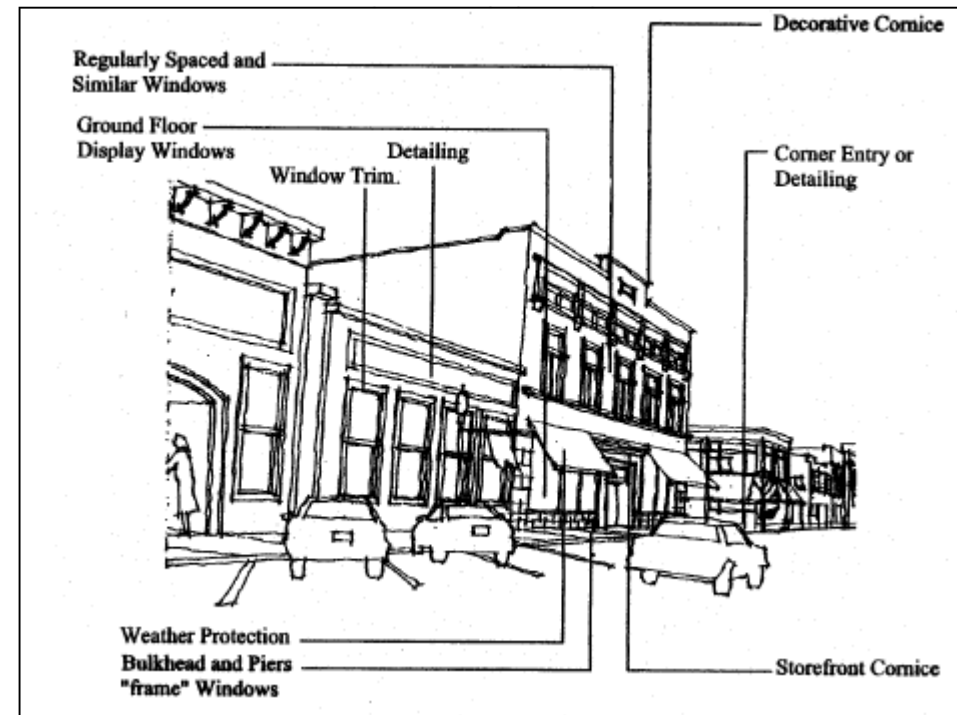 Decorative Cornice
Regularly Spaced and
Similar Windows
Ground Floor
Display Windows
Detailing
Window Trim.
Corner Entry or
Detailing
Weather Protection
Bulkhead and Piers
"frame" Windows
Storefront Cornice